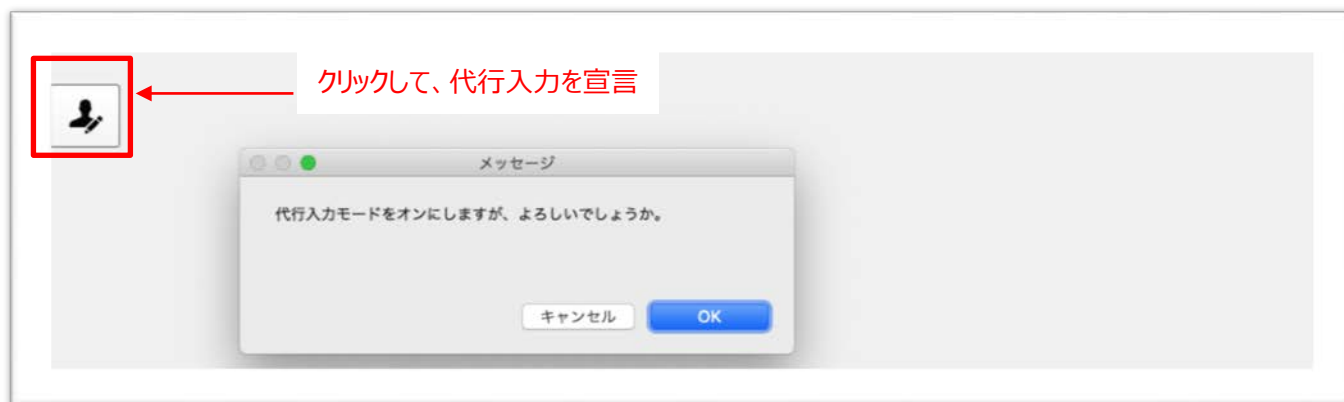 クリックして、代行入力を宣言
メッセージ
代行入力モードをオンにしますが、よろしいでしょうか。
キャンセル
OK